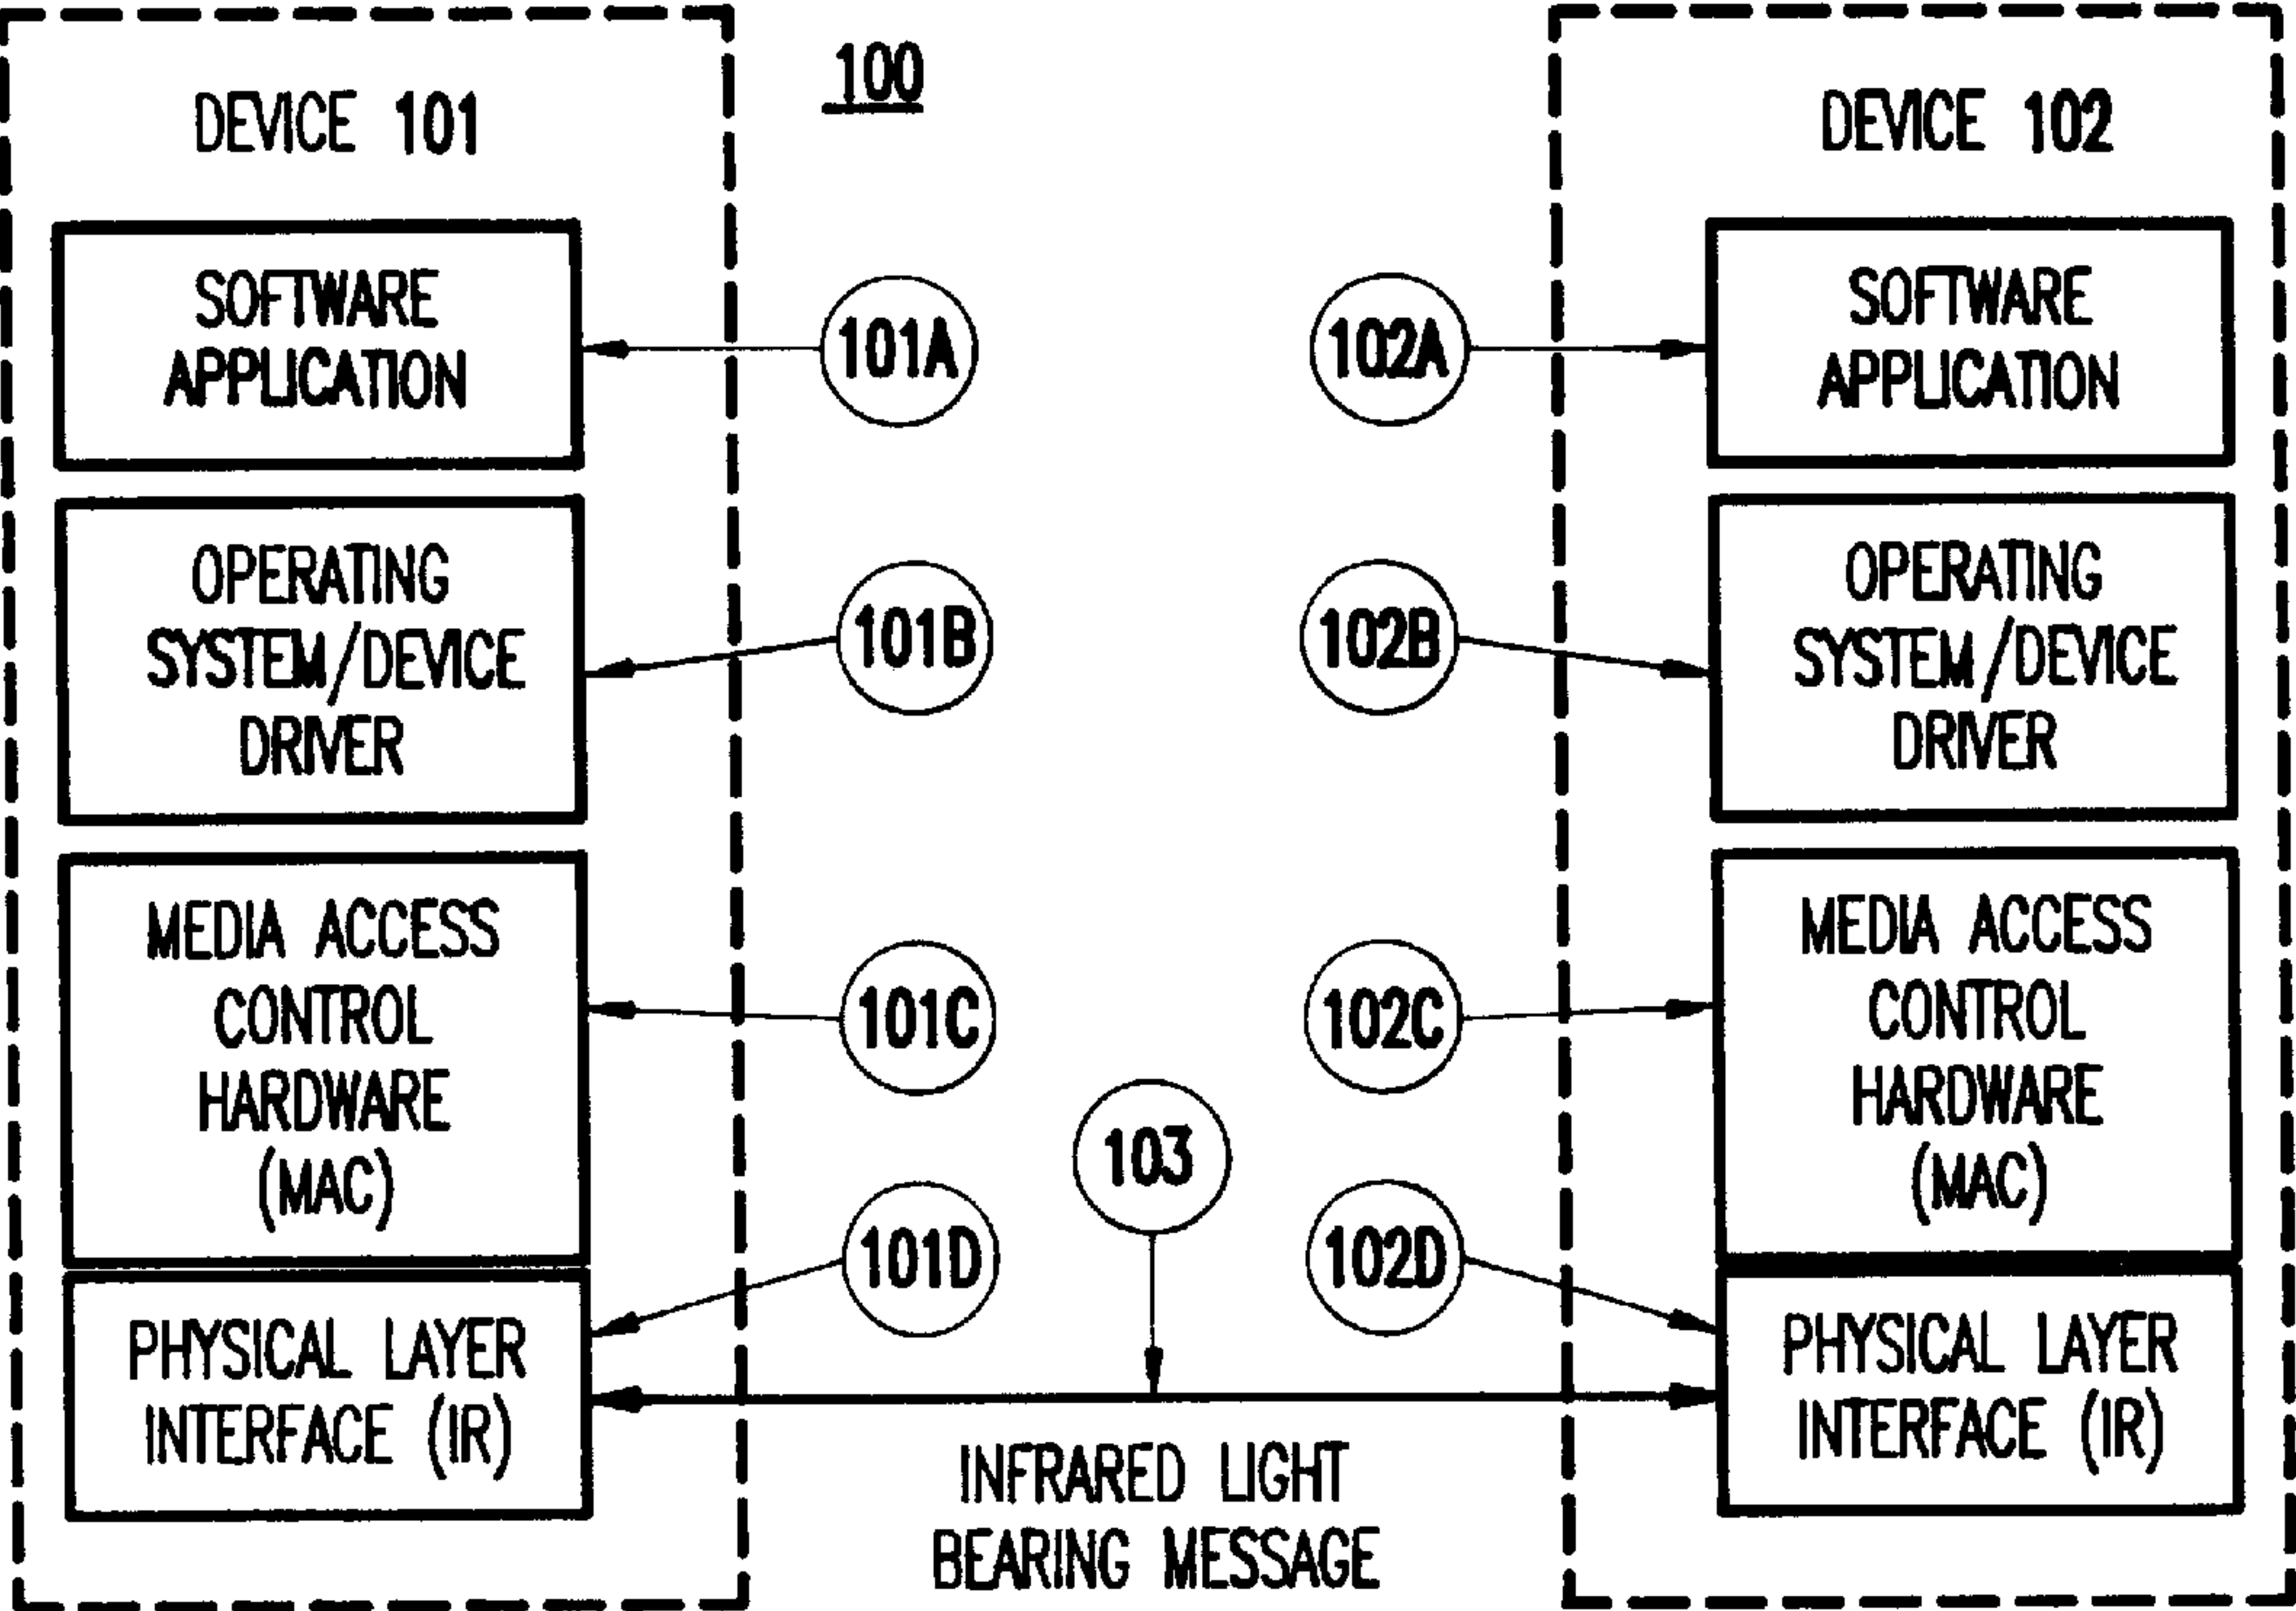 100
DEVICE 101
SOFTWARE
APPLICATION
OPERATING
SYSTEM/DEVICE
DRIVER
MEDIA ACCESS
CONTROL
HARDWARE
(MAC)
PHYSICAL LAYER
INTERFACE (IR)
101A
101B
101C
101D
103
INFRARED LIGHT
BEARING MESSAGE
102A
102B
102C
102D
DEVICE 102
SOFTWARE
APPLICATION
OPERATING
SYSTEM/DEVICE
DRIVER
MEDIA ACCESS
CONTROL
HARDWARE
(MAC)
PHYSICAL LAYER
INTERFACE (IR)